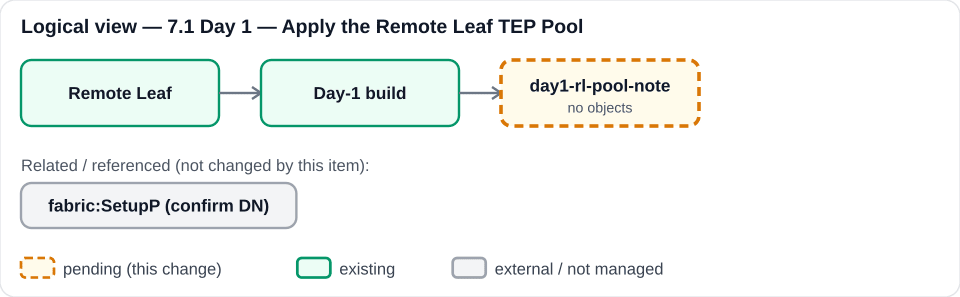 Logical view — 7.1 Day 1 — Apply the Remote Leaf TEP Pool
Remote Leaf
Day-1 build
day1-rl-pool-note
no objects
Related / referenced (not changed by this item):
fabric:SetupP (confirm DN)
pending (this change)
existing
external / not managed